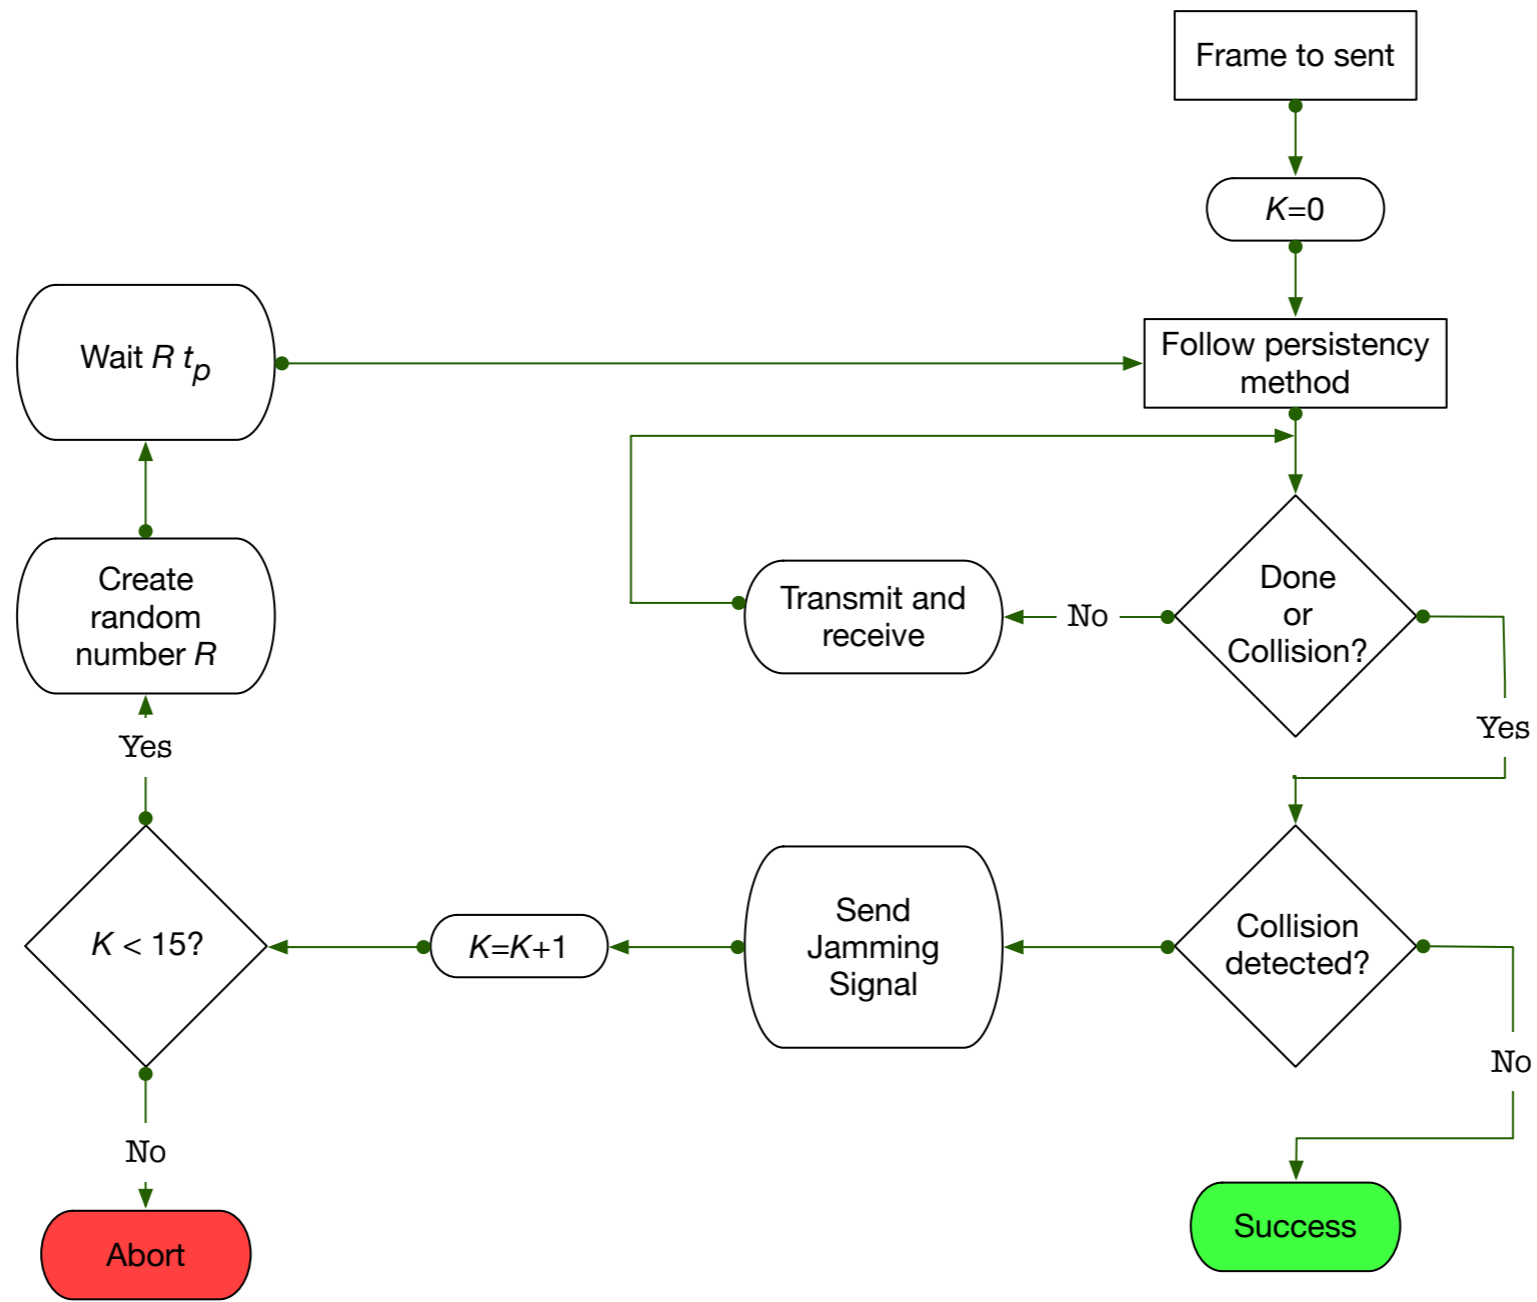 Frame to sent
K=0
Follow persistency
method
Wait R tp
Create
random
number R
Transmit and
receive
No
Done
or
Collision?
Yes
Yes
K < 15?
K=K+1
Send
Jamming
Signal
Collision
detected?
No
No
Abort
Success